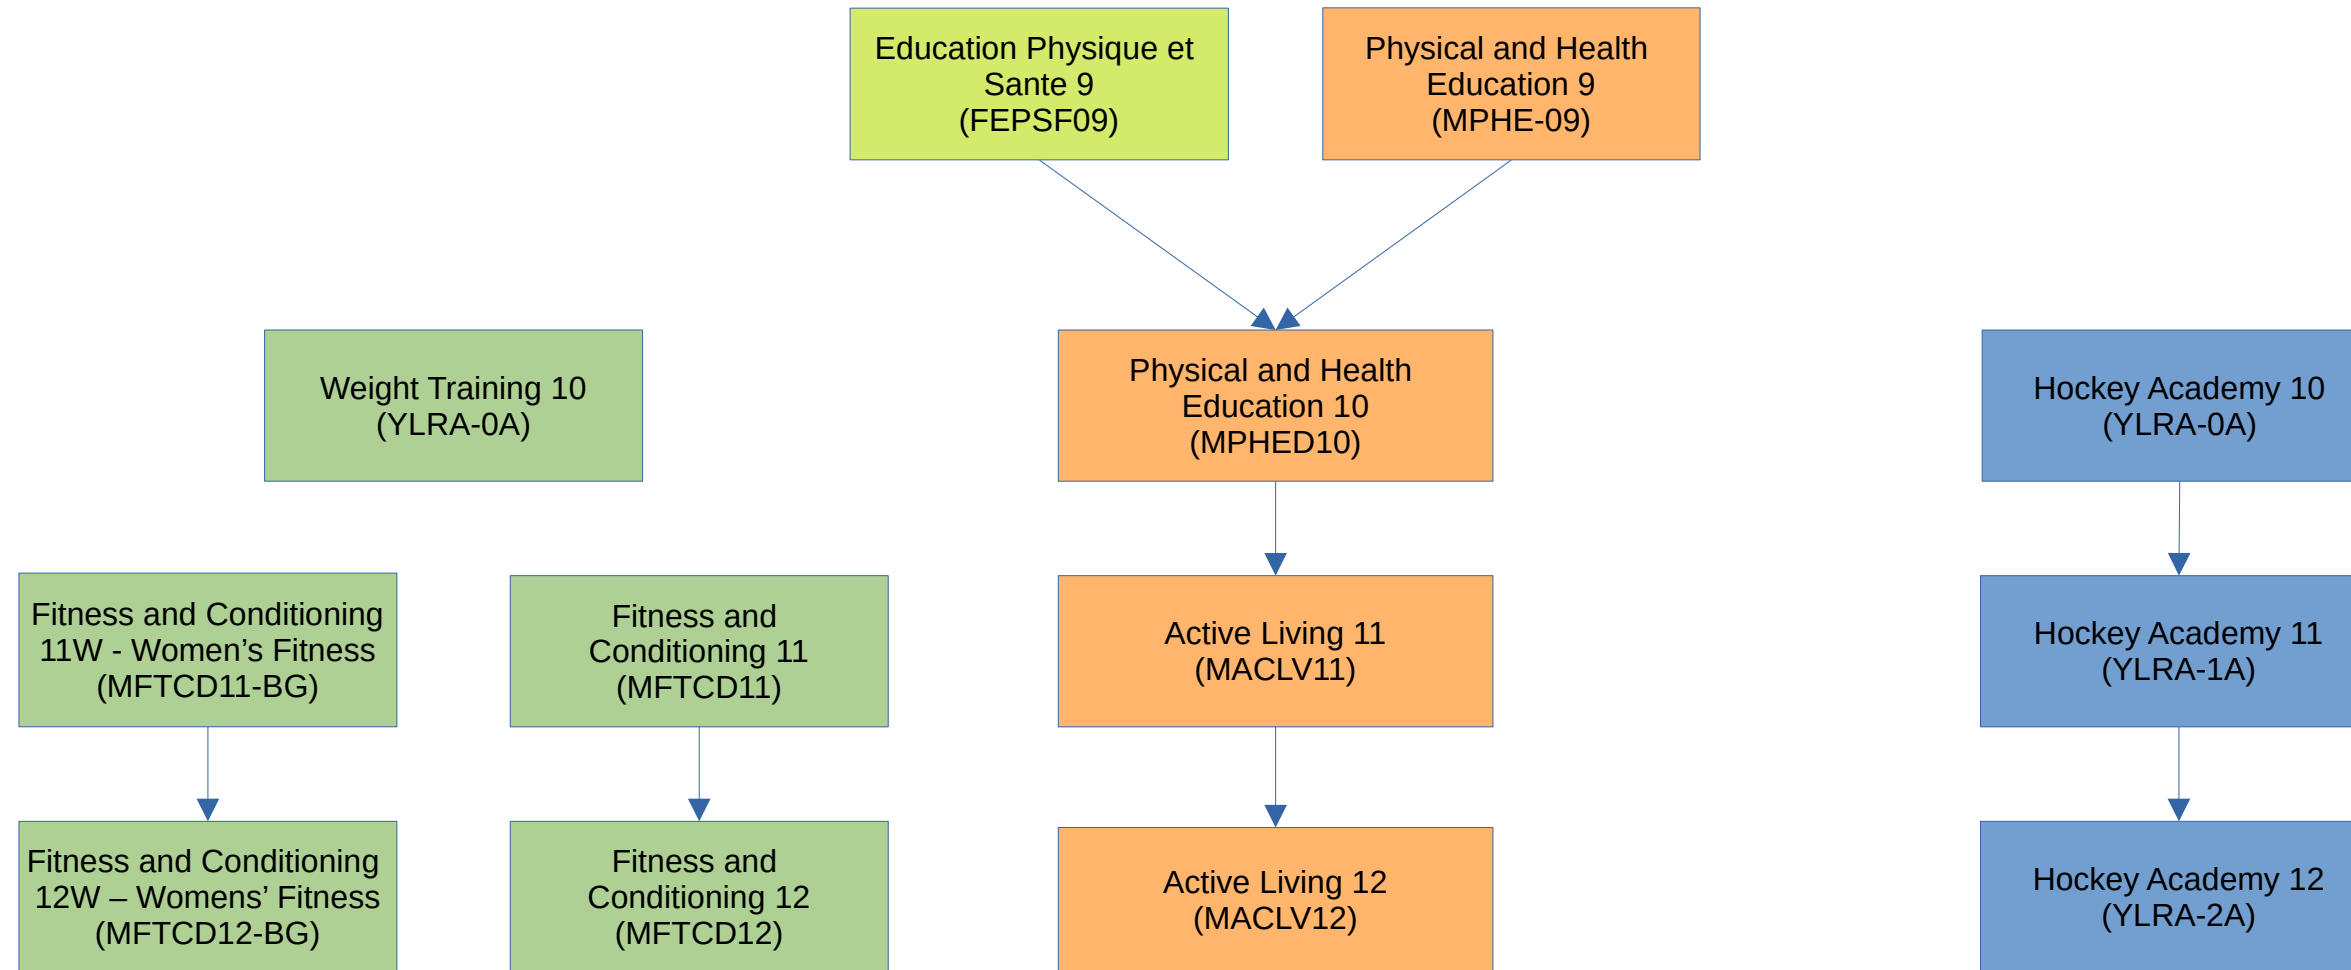 Education Physique et
Sante 9
(FEPSF09)
Physical and Health
Education 9
(MPHE-09)
Weight Training 10
(YLRA-0A)
Physical and Health
Education 10
(MPHED10)
Hockey Academy 10
(YLRA-0A)
Fitness and Conditioning
11W - Women’s Fitness
(MFTCD11-BG)
Fitness and
Conditioning 11
(MFTCD11)
Active Living 11
(MACLV11)
Hockey Academy 11
(YLRA-1A)
Fitness and Conditioning
12W – Womens’ Fitness
(MFTCD12-BG)
Fitness and
Conditioning 12
(MFTCD12)
Active Living 12
(MACLV12)
Hockey Academy 12
(YLRA-2A)